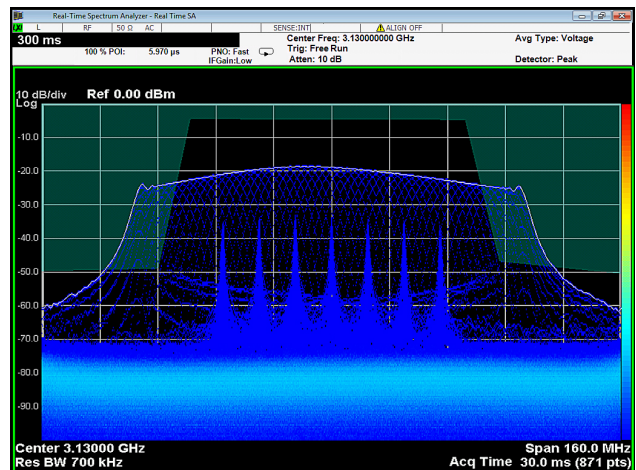 Real-Time Spectrum Analyzer - Real Time SA
L RF 50 Ω AC SENSE:INT ALIGN OFF
300 ms Center Freq: 3.130000000 GHz Avg Type: Voltage
100 % POI: 5.970 µs PNO: Fast Trig: Free Run
IFGain:Low Atten: 10 dB Detector: Peak
10 dB/div Ref 0.00 dBm
Log
-10.0
-20.0
-30.0
-40.0
-50.0
-60.0
-70.0
-80.0
-90.0
Center 3.13000 GHz Span 160.0 MHz
Res BW 700 kHz Acq Time 30.0 ms (871 pts)